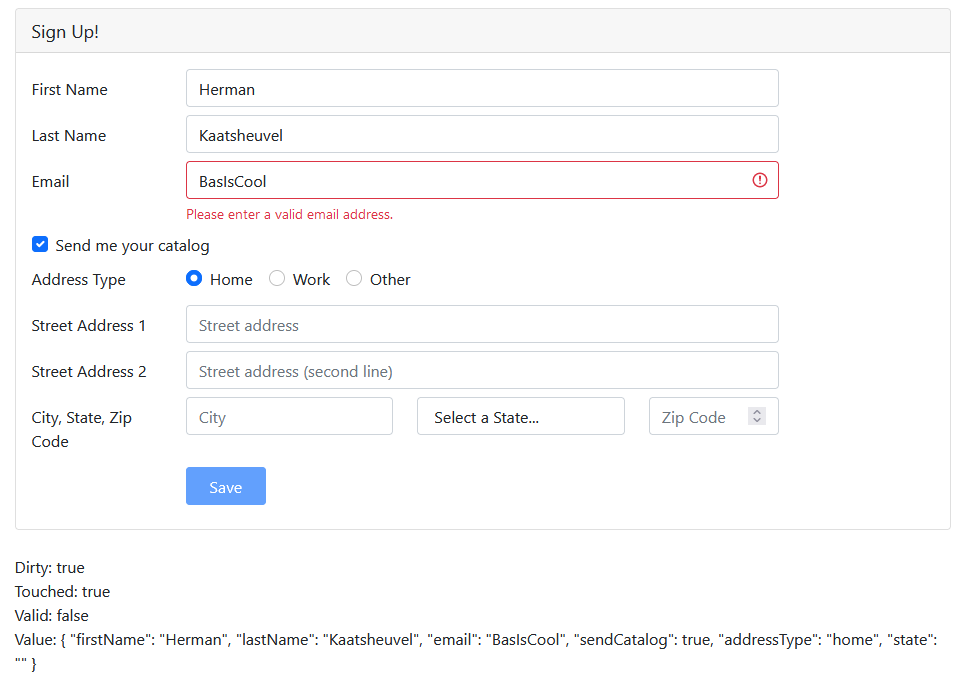 Sign Up!
First Name Herman
Last Name Kaatsheuvel
Email BasIsCool
Please enter a valid email address.
Send me your catalog
Address Type Home Work Other
Street Address 1 Street address
Street Address 2 Street address (second line)
City, State, Zip City Select a State... Zip Code
Code
Save
Dirty: true
Touched: true
Valid: false
Value: { "firstName": "Herman", "lastName": "Kaatsheuvel", "email": "BasIsCool", "sendCatalog": true, "addressType": "home", "state":
"" }